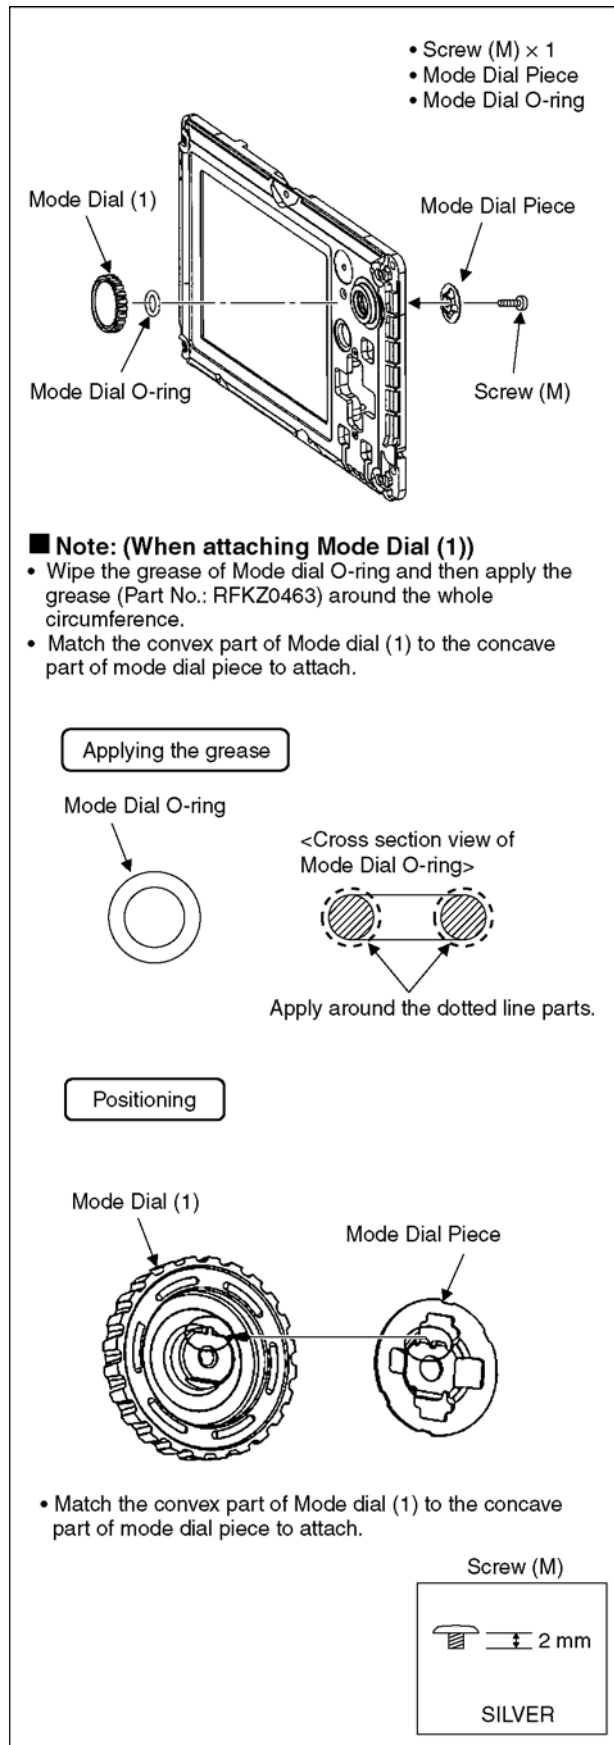 • Screw (M) × 1
• Mode Dial Piece
• Mode Dial O-ring
Mode Dial (1)
Mode Dial Piece
Mode Dial O-ring
Screw (M)
■ Note: (When attaching Mode Dial (1))
• Wipe the grease of Mode dial O-ring and then apply the
grease (Part No.: RFKZ0463) around the whole
circumference.
• Match the convex part of Mode dial (1) to the concave
part of mode dial piece to attach.
Applying the grease
Mode Dial O-ring
<Cross section view of
Mode Dial O-ring>
Apply around the dotted line parts.
Positioning
Mode Dial (1)
Mode Dial Piece
• Match the convex part of Mode dial (1) to the concave
part of mode dial piece to attach.
Screw (M)
2 mm
SILVER